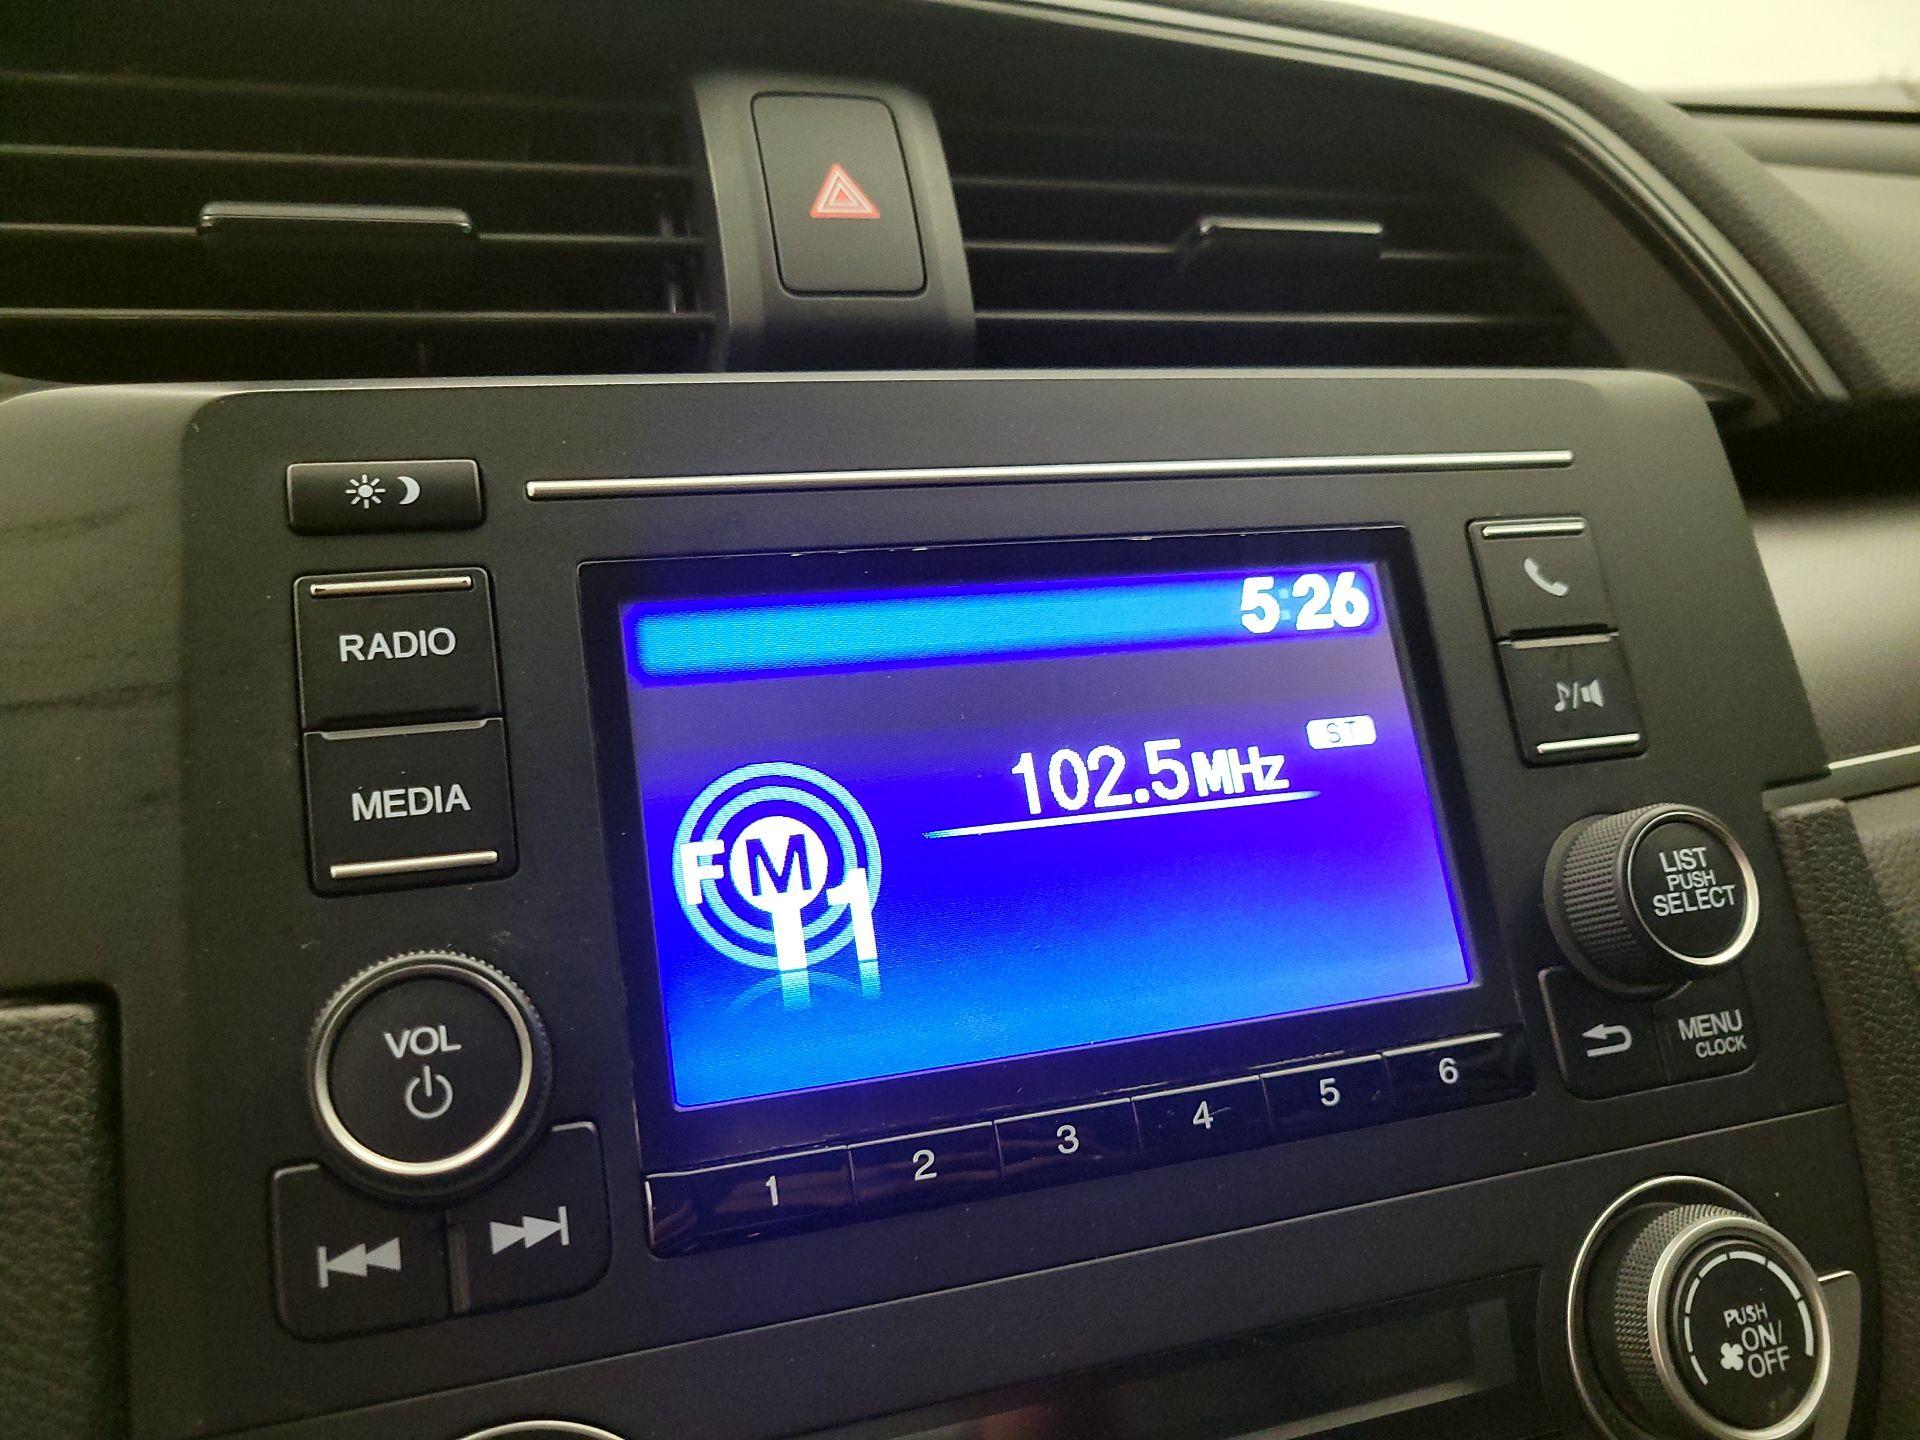 RADIO
MEDIA
VOL
5:26
ST
102.5MHz
FM
1
1 2 3 4 5 6
LIST
PUSH
SELECT
MENU
CLOCK
PUSH
ON/
OFF